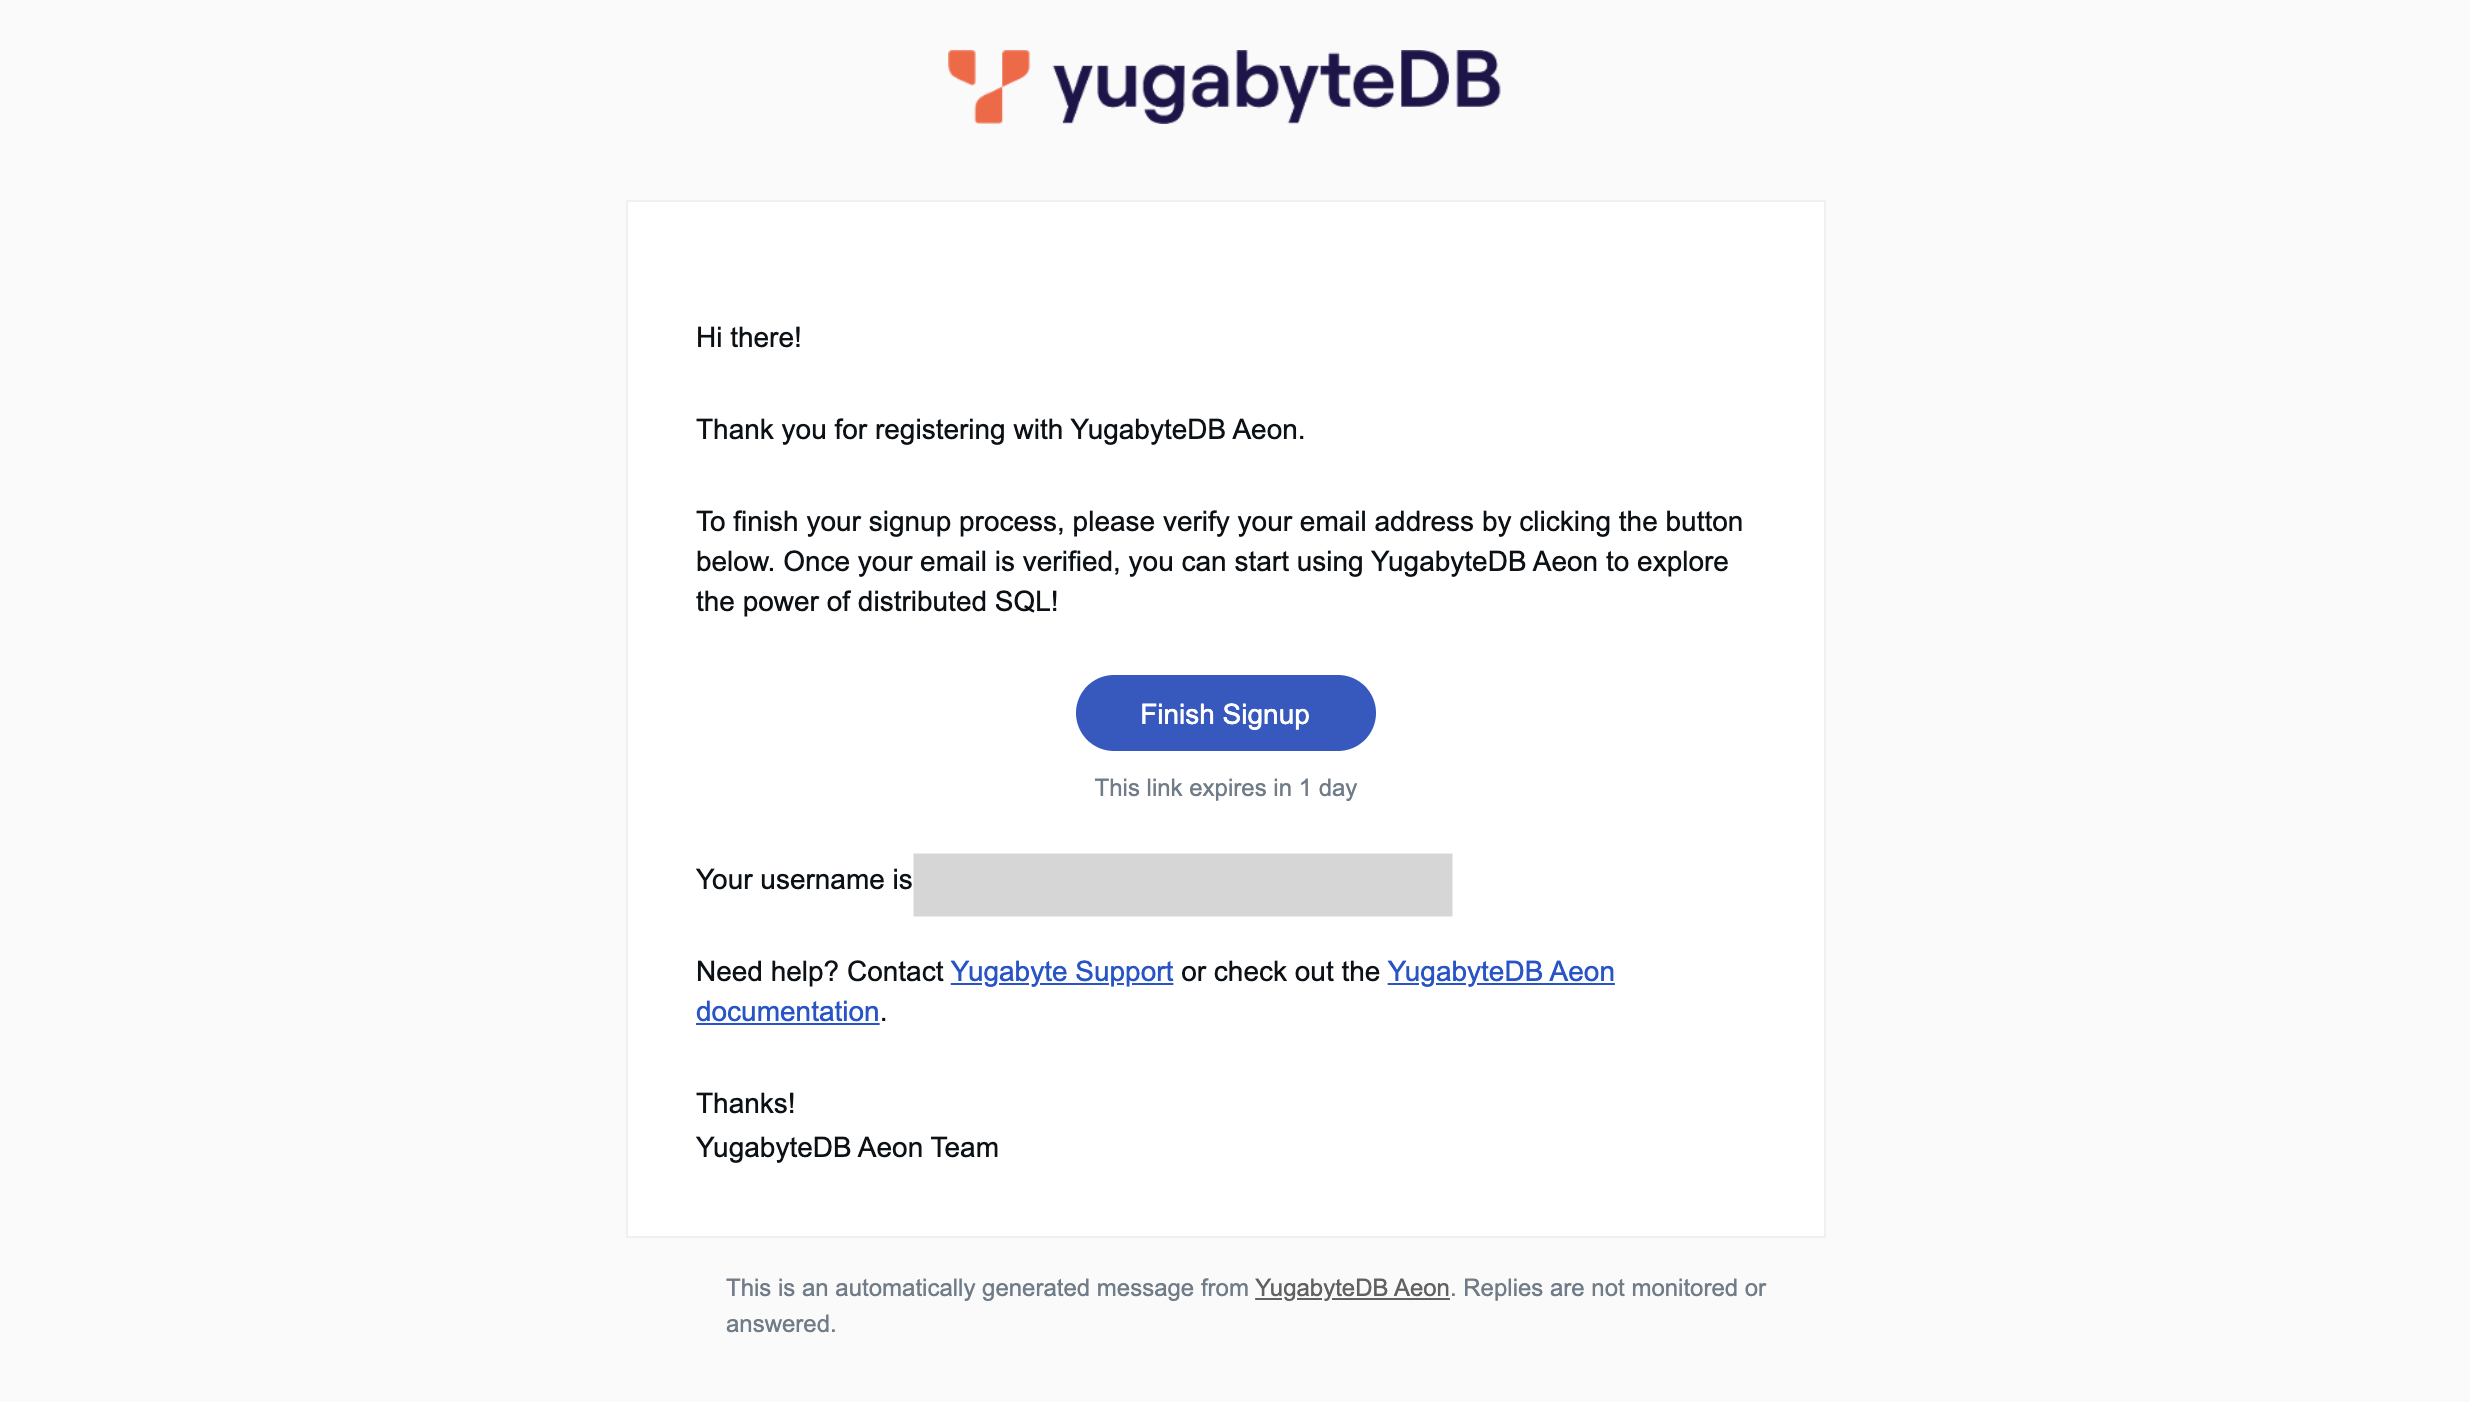 yugabyteDB
Hi there!
Thank you for registering with YugabyteDB Aeon.
To finish your signup process, please verify your email address by clicking the button
below. Once your email is verified, you can start using YugabyteDB Aeon to explore
the power of distributed SQL!
Finish Signup
This link expires in 1 day
Your username is
Need help? Contact Yugabyte Support or check out the YugabyteDB Aeon
documentation.
Thanks!
YugabyteDB Aeon Team
This is an automatically generated message from YugabyteDB Aeon. Replies are not monitored or
answered.